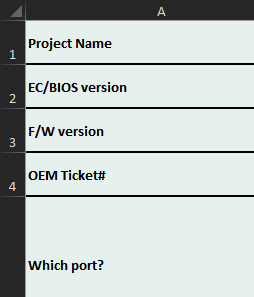 A
1 Project Name
2 EC/BIOS version
3 F/W version
4 OEM Ticket#
Which port?